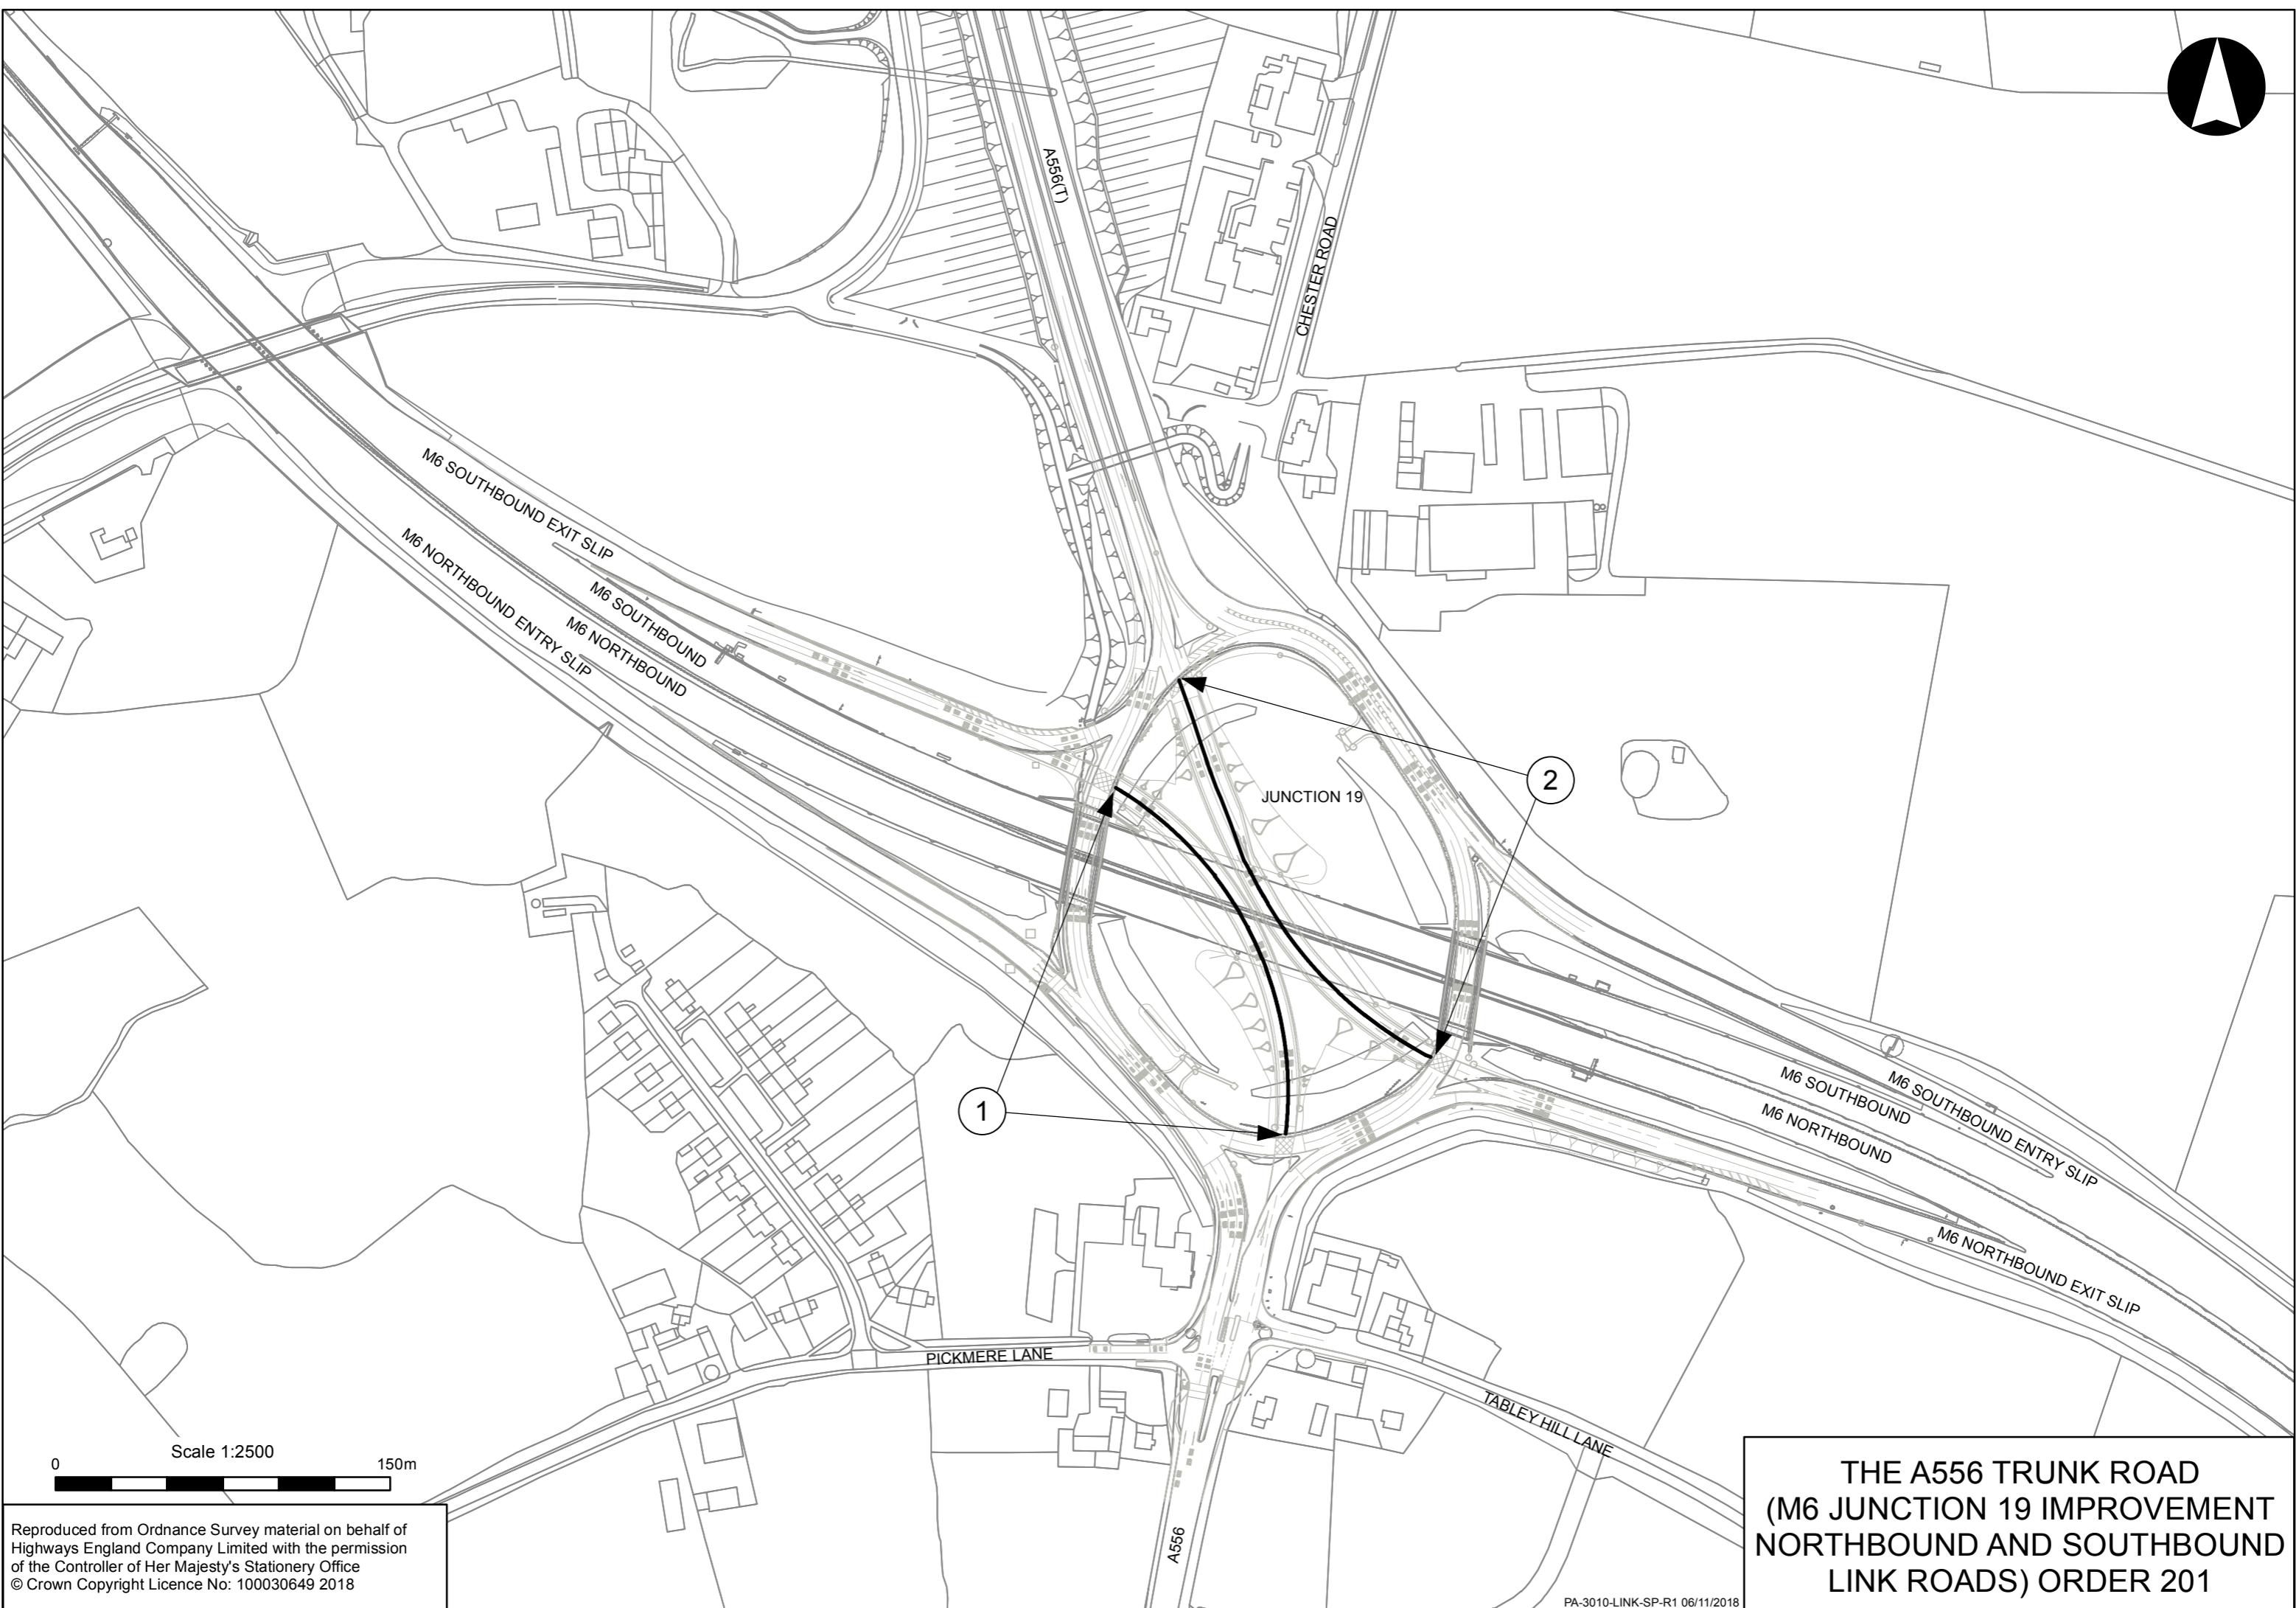 A556(T)
CHESTER ROAD
M6 SOUTHBOUND EXIT SLIP
M6 NORTHBOUND ENTRY SLIP
M6 SOUTHBOUND
M6 NORTHBOUND
JUNCTION 19
2
1
M6 SOUTHBOUND
M6 SOUTHBOUND ENTRY SLIP
M6 NORTHBOUND
M6 NORTHBOUND EXIT SLIP
PICKMERE LANE
TABLEY HILL LANE
A556
Scale 1:2500
0 150m
Reproduced from Ordnance Survey material on behalf of
Highways England Company Limited with the permission
of the Controller of Her Majesty's Stationery Office
© Crown Copyright Licence No: 100030649 2018
PA-3010-LINK-SP-R1 06/11/2018
THE A556 TRUNK ROAD
(M6 JUNCTION 19 IMPROVEMENT
NORTHBOUND AND SOUTHBOUND
LINK ROADS) ORDER 201